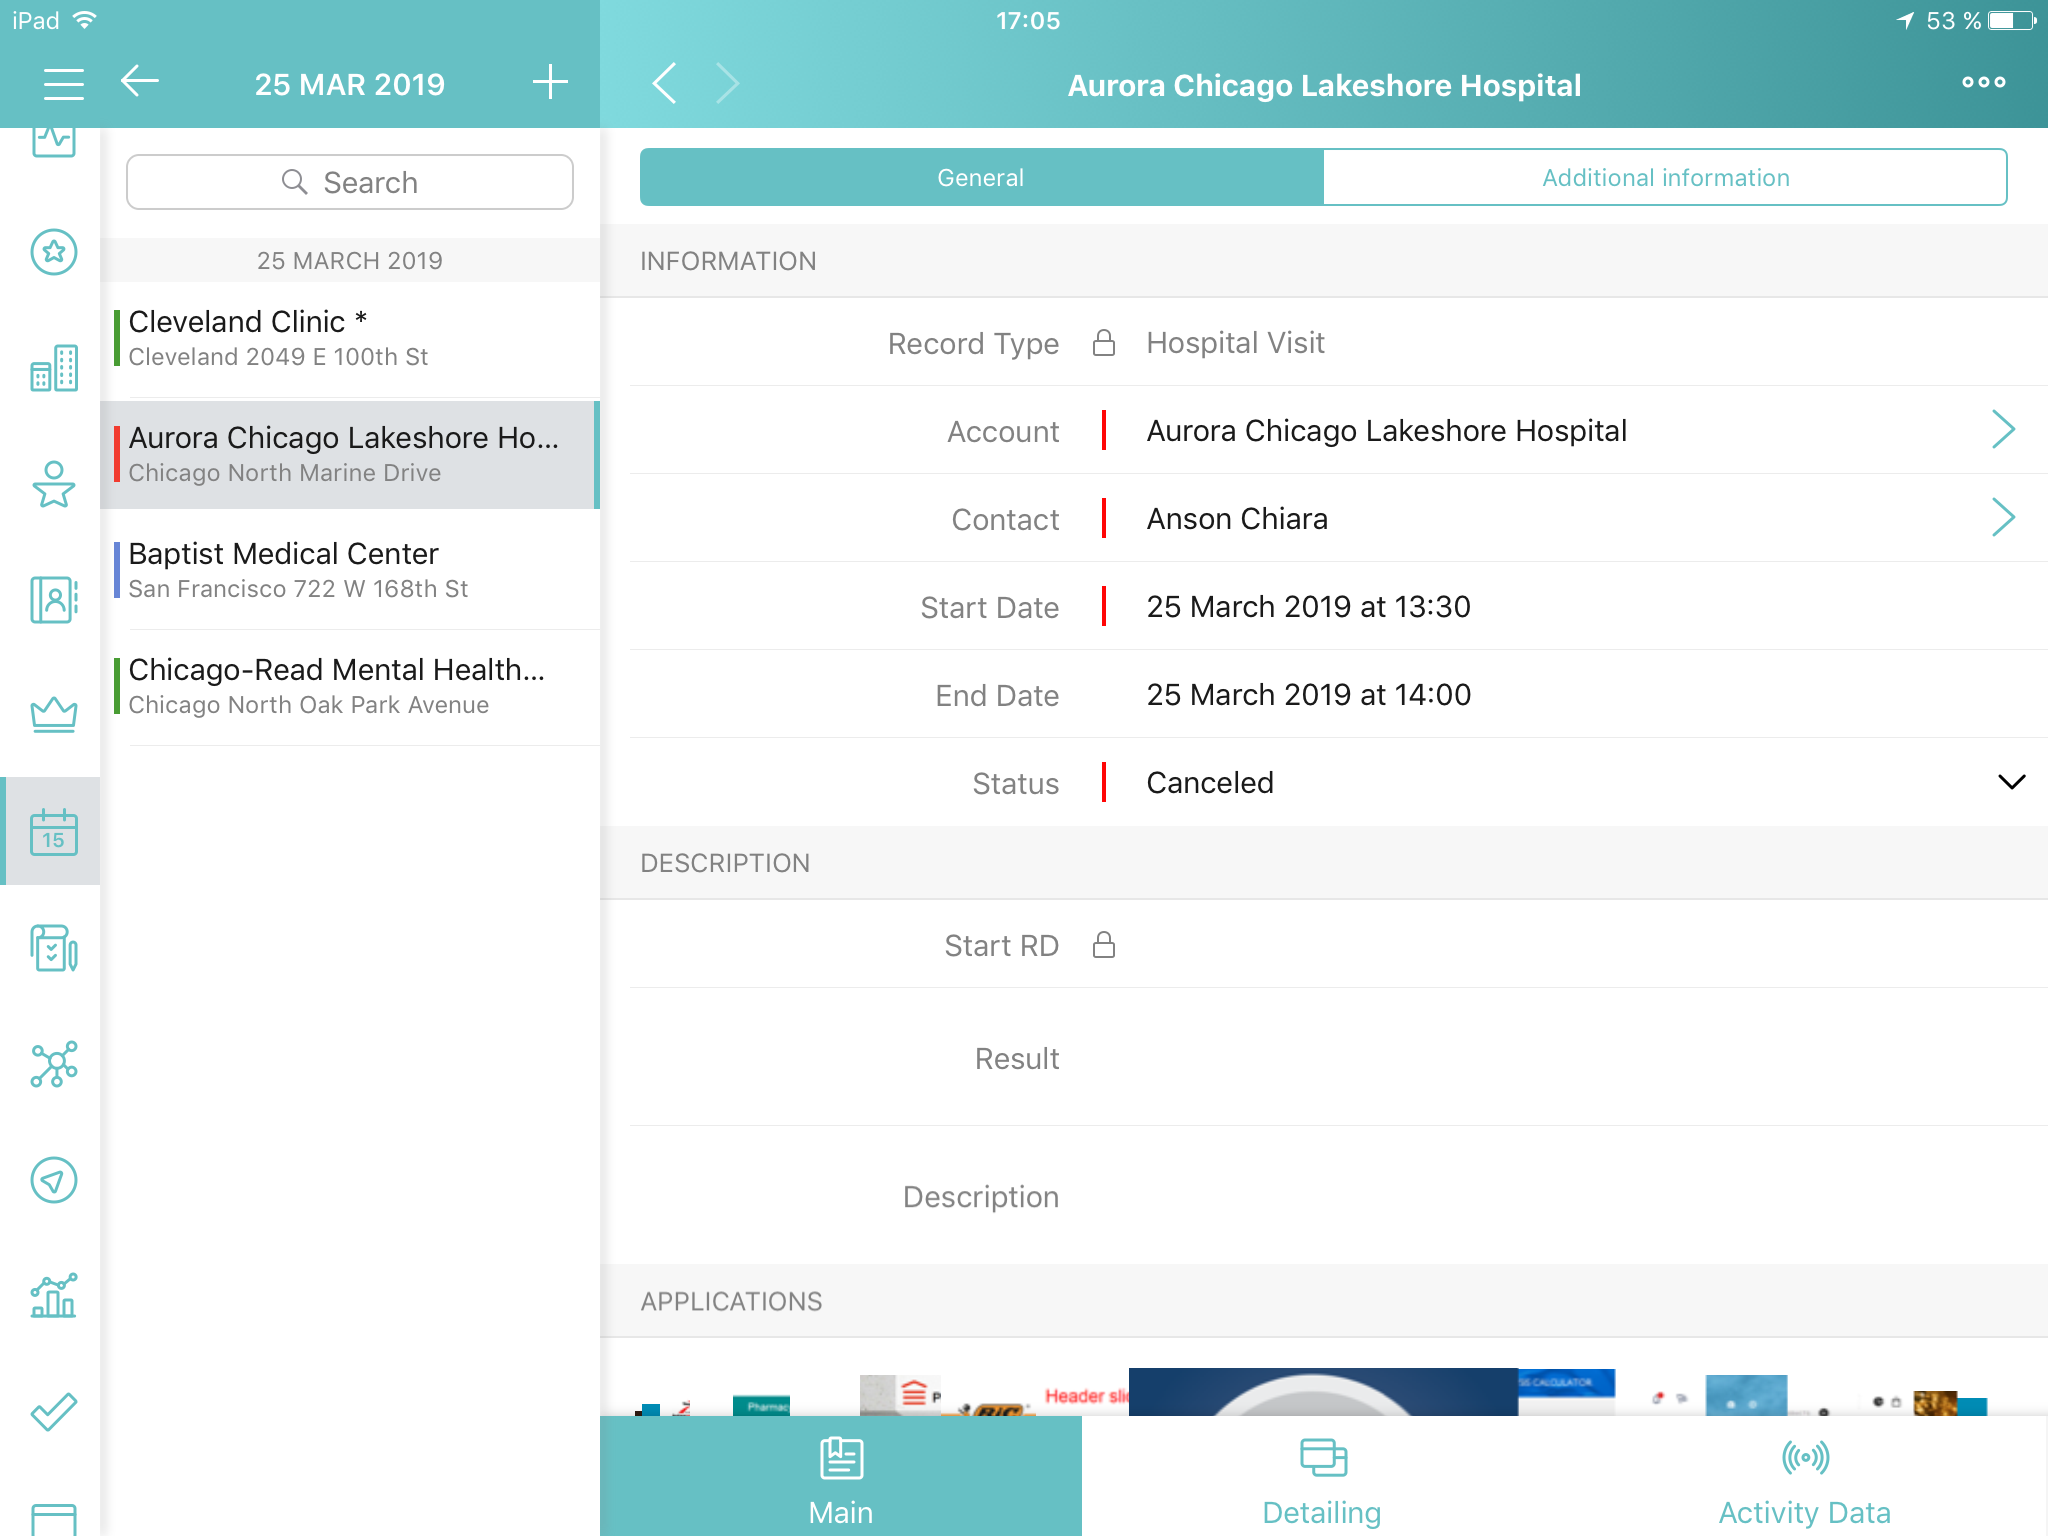 iPad
17:05
53 %
25 MAR 2019
Aurora Chicago Lakeshore Hospital
Search
25 MARCH 2019
Cleveland Clinic *
Cleveland 2049 E 100th St
Aurora Chicago Lakeshore Ho...
Chicago North Marine Drive
Baptist Medical Center
San Francisco 722 W 168th St
Chicago-Read Mental Health...
Chicago North Oak Park Avenue
15
General
Additional information
INFORMATION
Record Type
Hospital Visit
Account
Aurora Chicago Lakeshore Hospital
Contact
Anson Chiara
Start Date
25 March 2019 at 13:30
End Date
25 March 2019 at 14:00
Status
Canceled
DESCRIPTION
Start RD
Result
Description
APPLICATIONS
Header
CALCULATOR
BIC
Main
Detailing
Activity Data